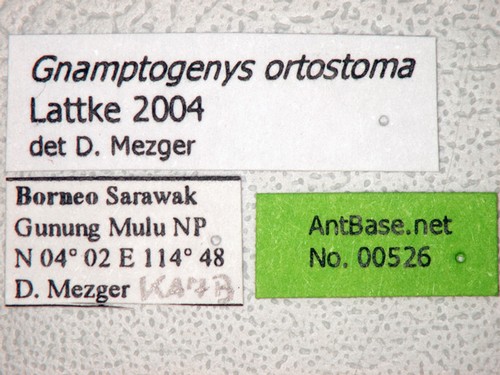 Gnamptogenys ortostoma
Lattke 2004
det D. Mezger
Borneo Sarawak
Gunung Mulu NP
N 04° 02 E 114° 48
D. Mezger
AntBase.net
No. 00526